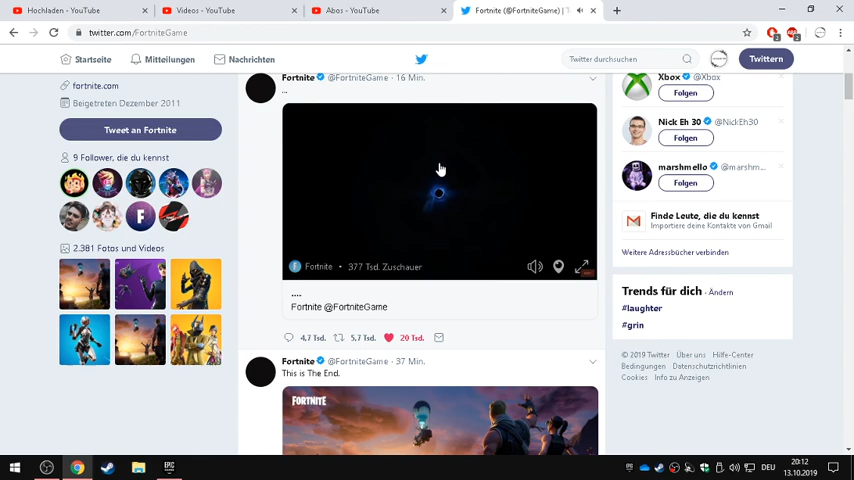 Hochladen - YouTube
Videos - YouTube
Abos - YouTube
Fortnite (@FortniteGame) | T
twitter.com/FortniteGame
Startseite
Mitteilungen
Nachrichten
Twitter durchsuchen
Twittern
fortnite.com
Beigetreten Dezember 2011
Tweet an Fortnite
9 Follower, die du kennst
2.381 Fotos und Videos
Fortnite @FortniteGame · 16 Min.
...
Fortnite • 377 Tsd. Zuschauer
....
Fortnite @FortniteGame
4,7 Tsd. 5,7 Tsd. 20 Tsd.
Fortnite @FortniteGame · 37 Min.
This is The End.
FORTNITE
Xbox @Xbox
Folgen
Nick Eh 30 @NickEh30
Folgen
marshmello @marshm...
Folgen
Finde Leute, die du kennst
Importiere deine Kontakte von Gmail
Weitere Adressbücher verbinden
Trends für dich · Ändern
#laughter
#grin
© 2019 Twitter Über uns Hilfe-Center
Bedingungen Datenschutzrichtlinien
Cookies Info zu Anzeigen
EPIC
DEU
20:12
13.10.2019